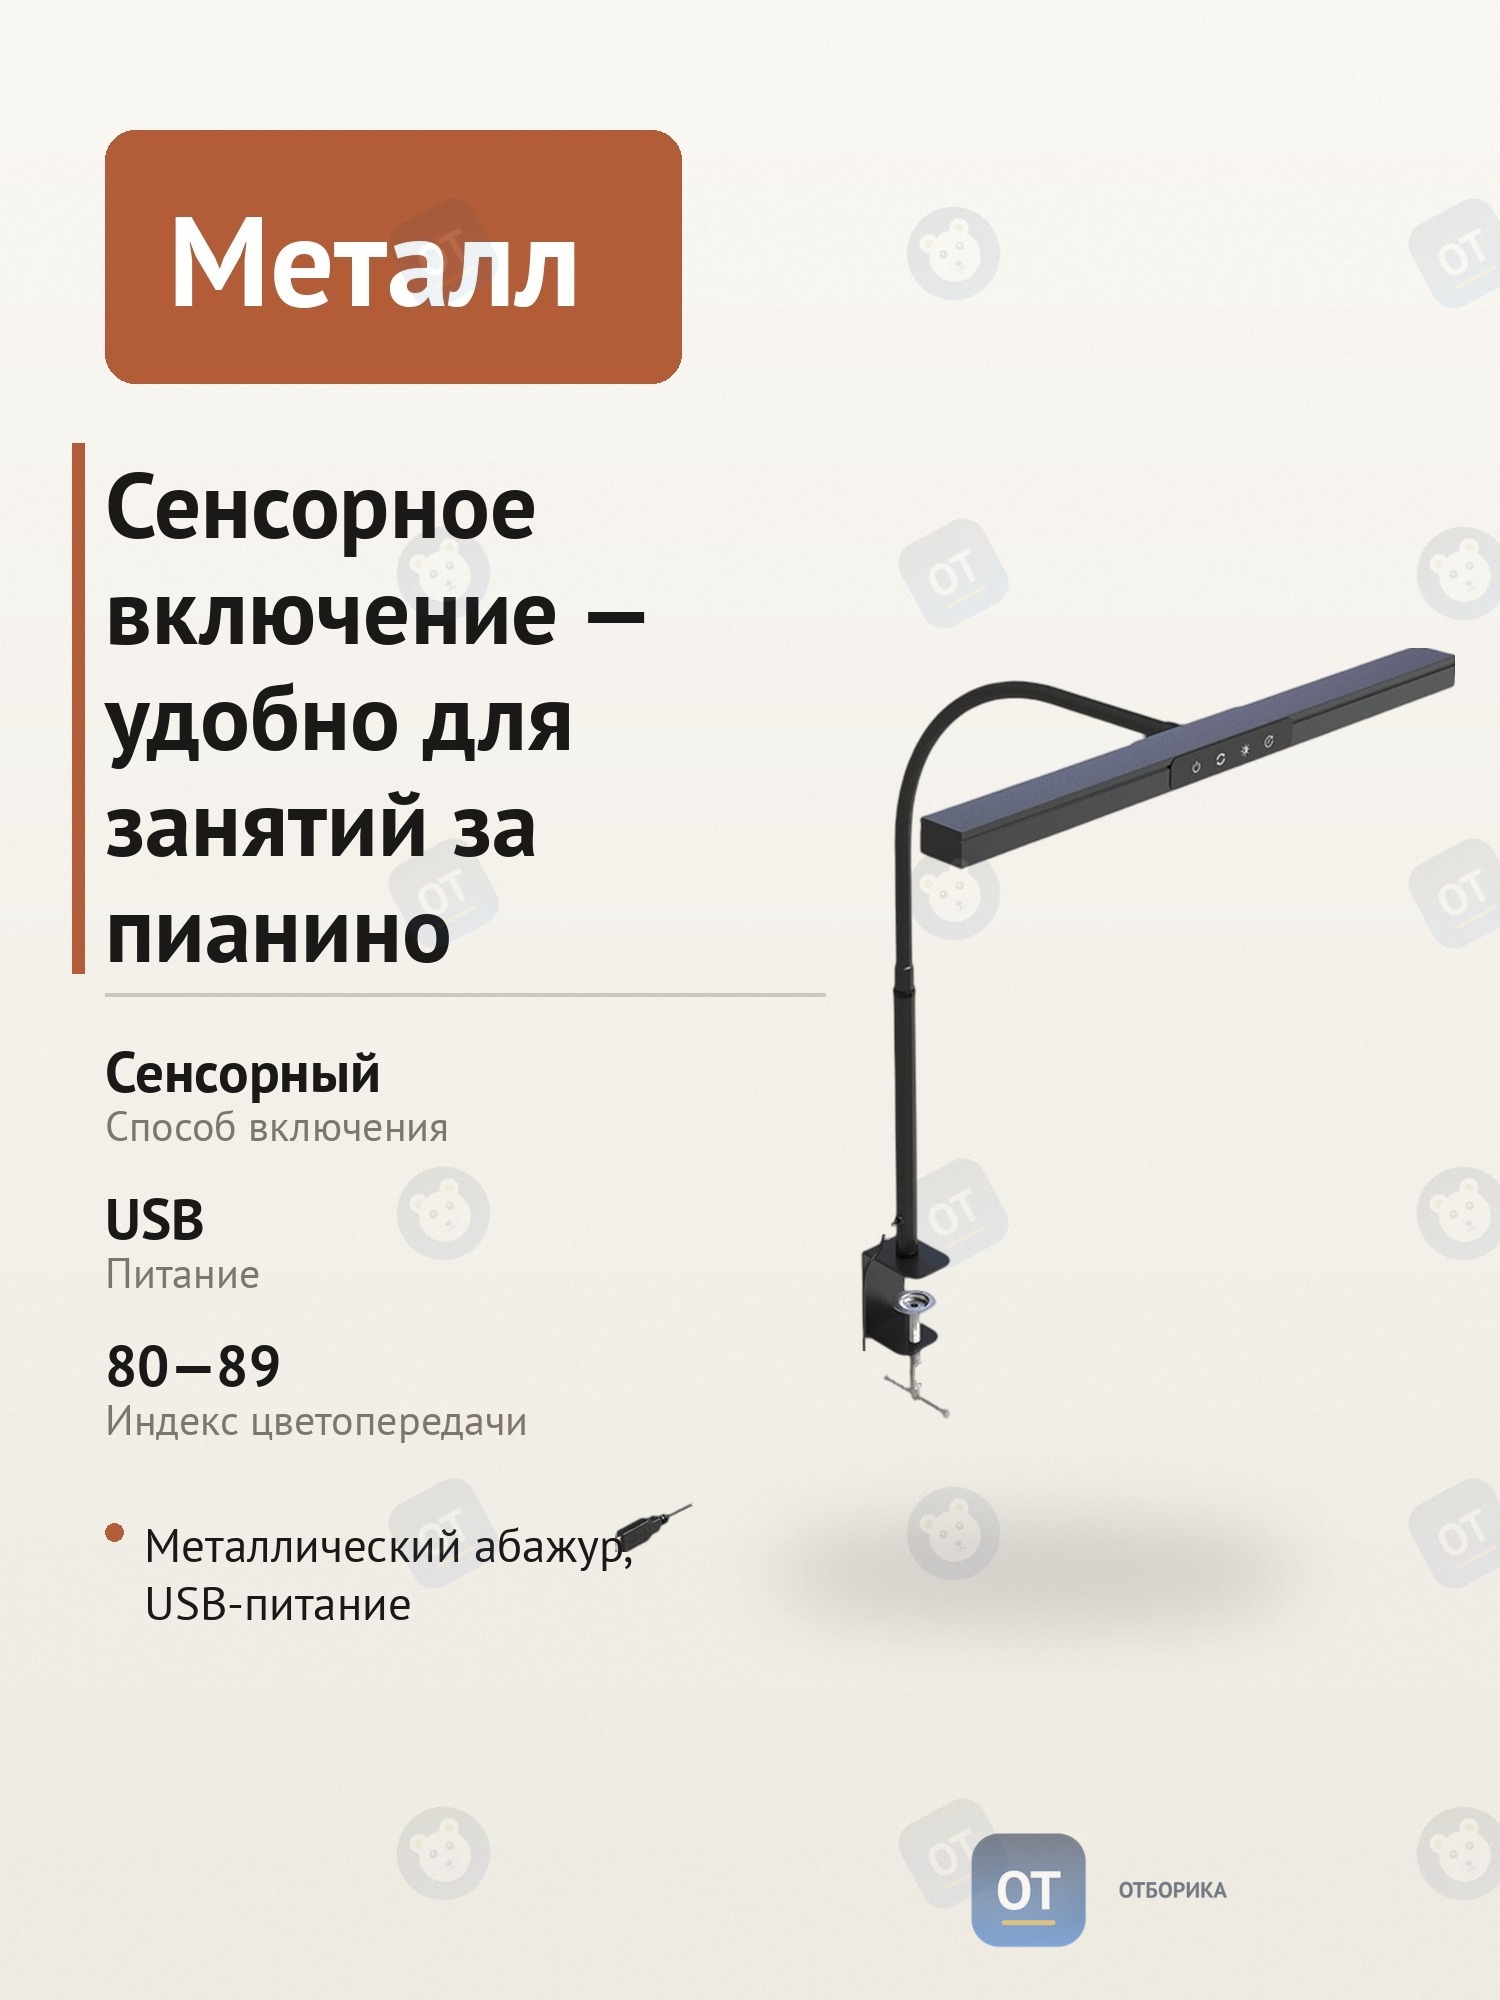 Металл
Сенсорное
включение —
удобно для
занятий за
пианино
Сенсорный
Способ включения
USB
Питание
80—89
Индекс цветопередачи
Металлический абажур,
USB-питание
ОТ
ОТБОРИКА